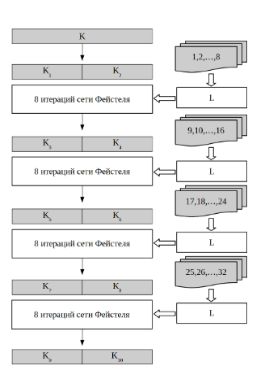 K
1,2,...,8
K1 K2
8 итераций сети Фейстеля
L
9,10,...,16
K3 K4
8 итераций сети Фейстеля
L
17,18,...,24
K5 K6
8 итераций сети Фейстеля
L
25,26,...,32
K7 K8
8 итераций сети Фейстеля
L
K9 K10